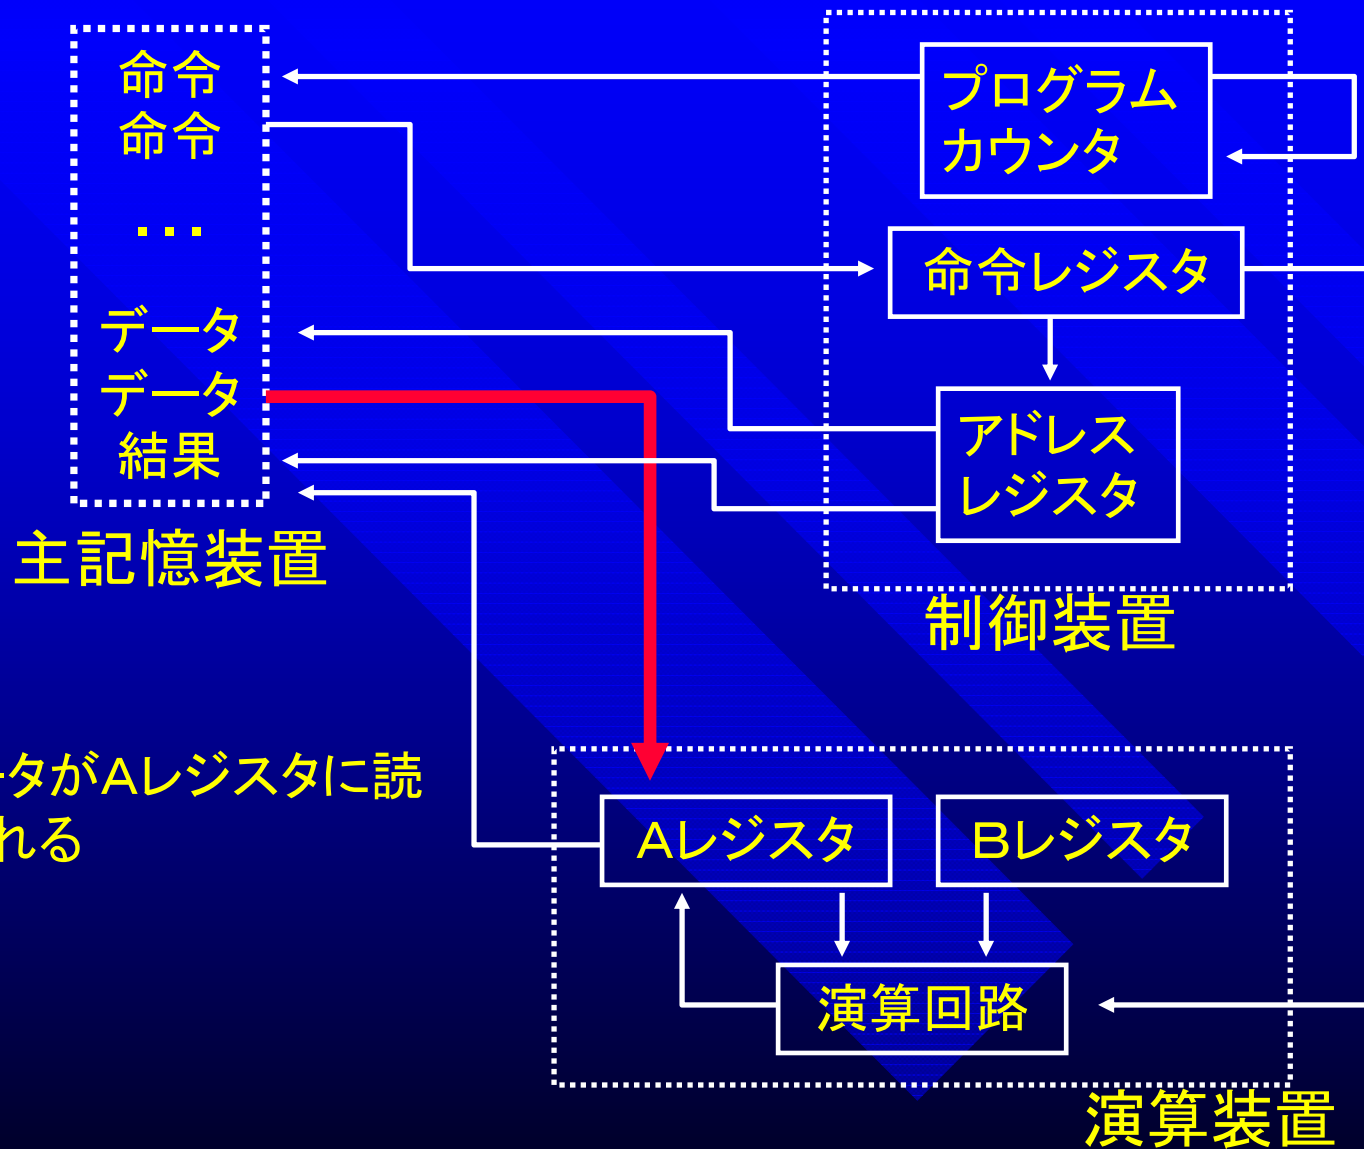 命令
命令
...
データ
データ
結果
主記憶装置
プログラム
カウンタ
命令レジスタ
アドレス
レジスタ
制御装置
ータがAレジスタに読
れる
Aレジスタ
Bレジスタ
演算回路
演算装置